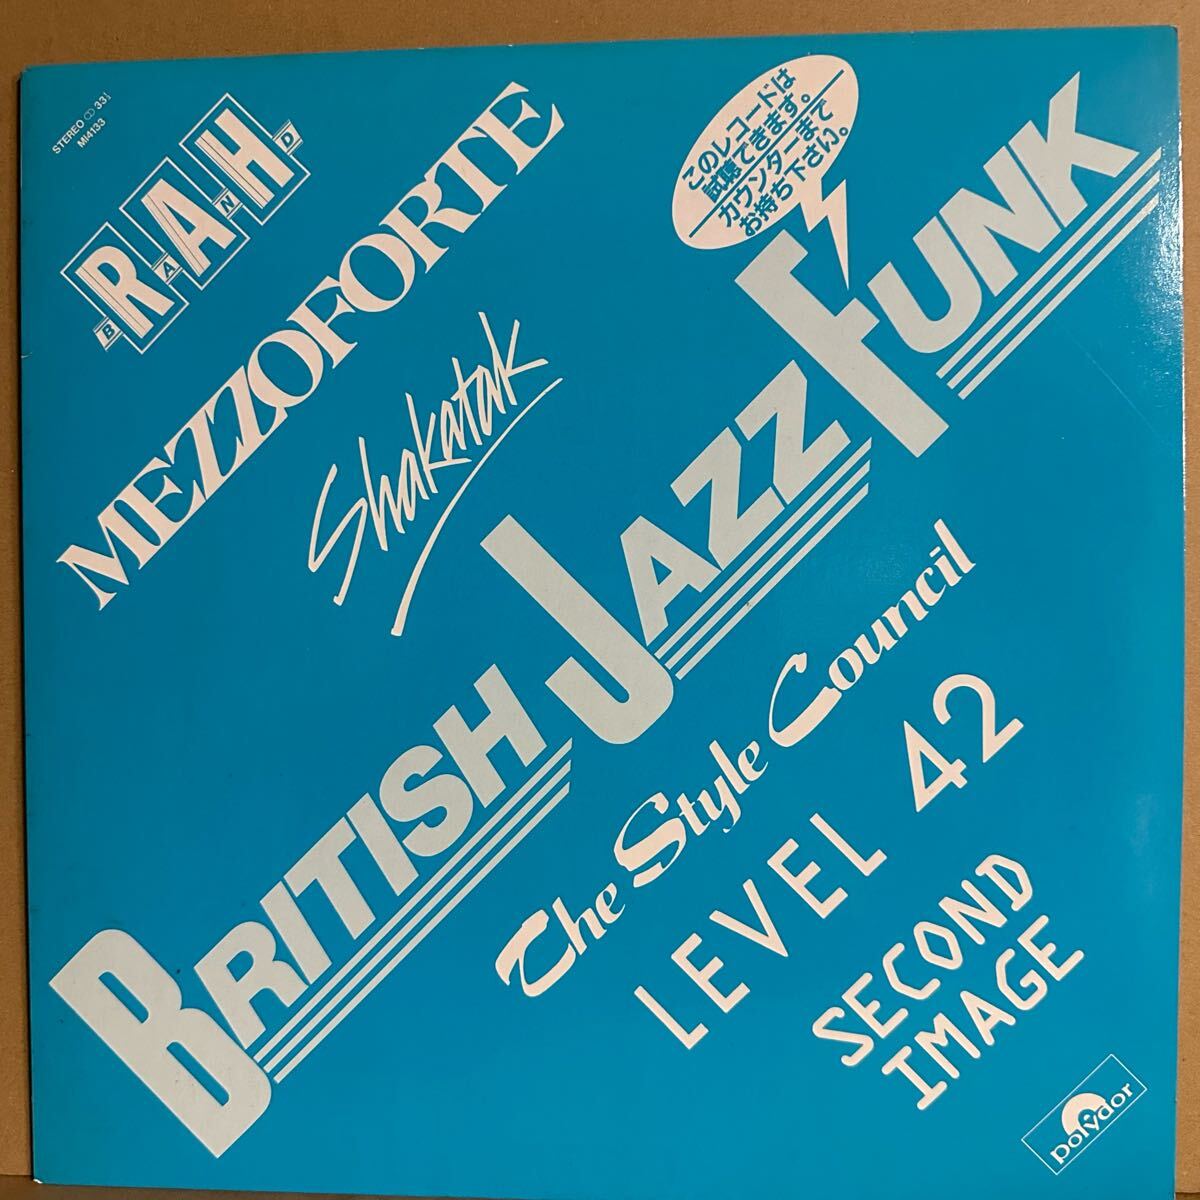 STEREO CD 33⅓
MI4133
RAH
BAND
MEZZOFORTE
Shakatak
このレコードは
試聴できます。
カウンターまで
お持ち下さい。
BRITISH JAZZ FUNK
The Style Council
LEVEL 42
SECOND
IMAGE
polydor